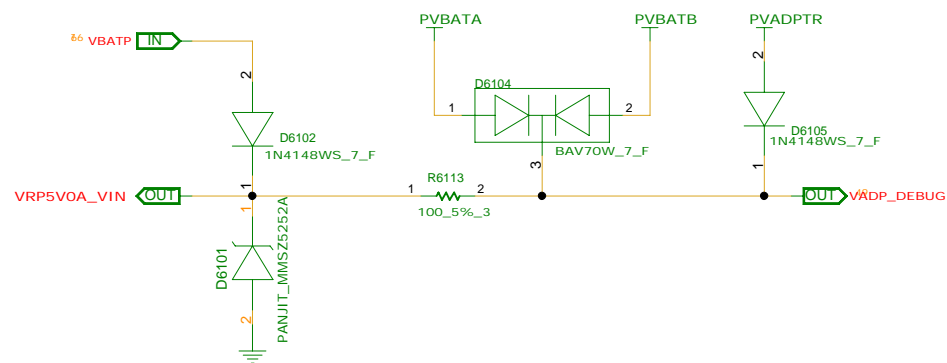 PVBATA
PVBATB
PVADPTR
VBATP
IN
2
2
D6104
1
2
D6102
1N4148WS_7_F
BAV70W_7_F
D6105
1N4148WS_7_F
3
1
1
R6113
VRP5V0A_VIN
OUT
1
2
OUT
VADP_DEBUG
100_5%_3
1
D6101
PANJIT_MMSZ5252A
2